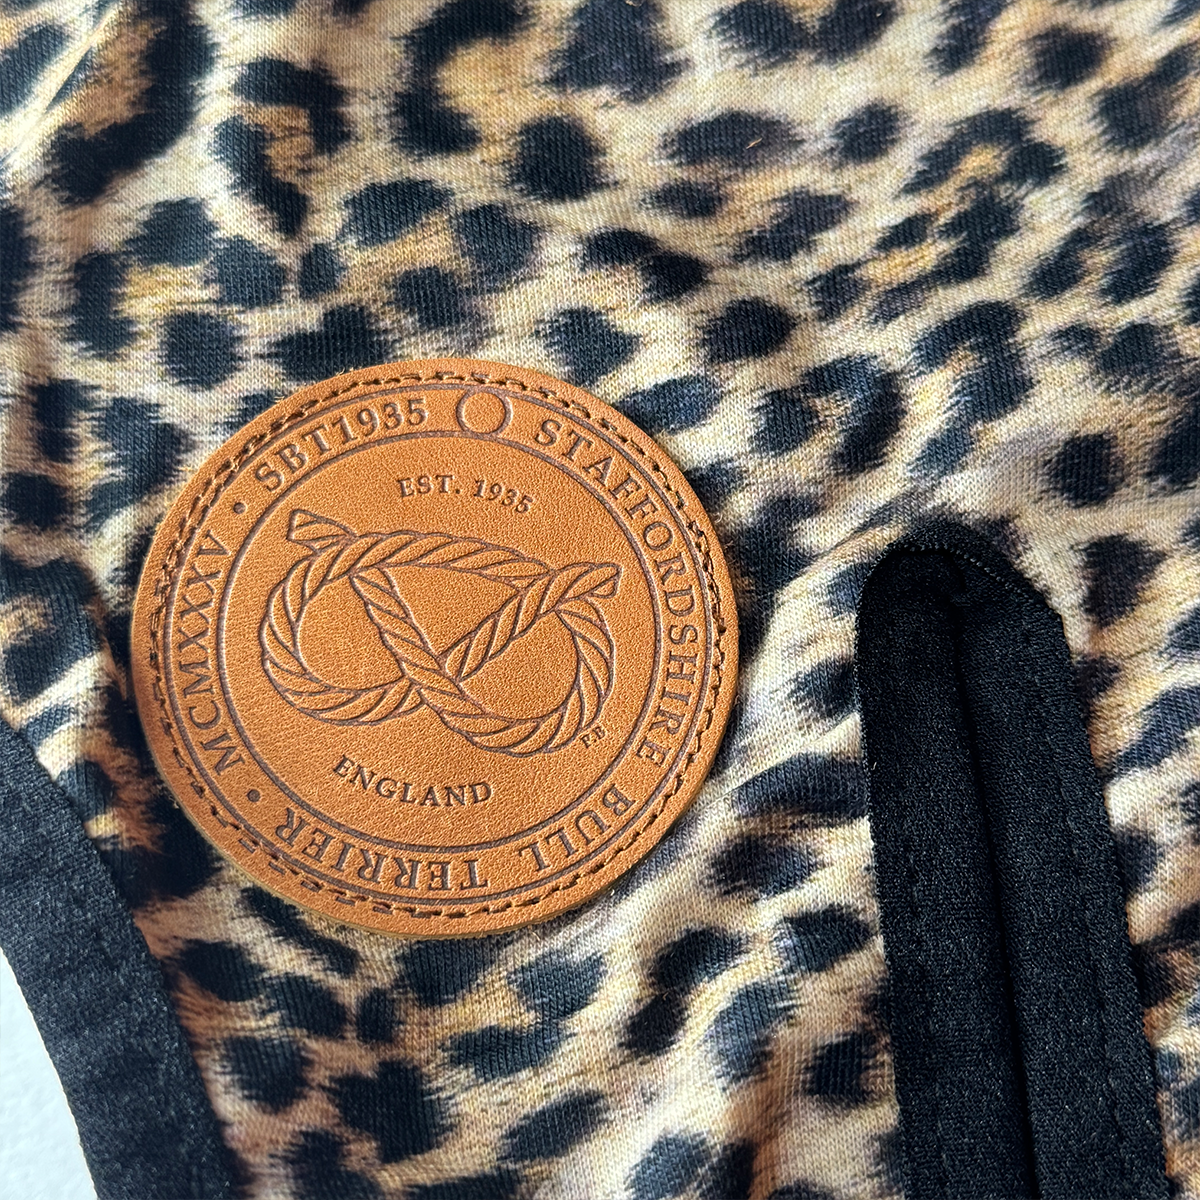 STAFFORDSHIRE BULL TERRIER · MCMXXXV · SBT1935
EST. 1935
ENGLAND